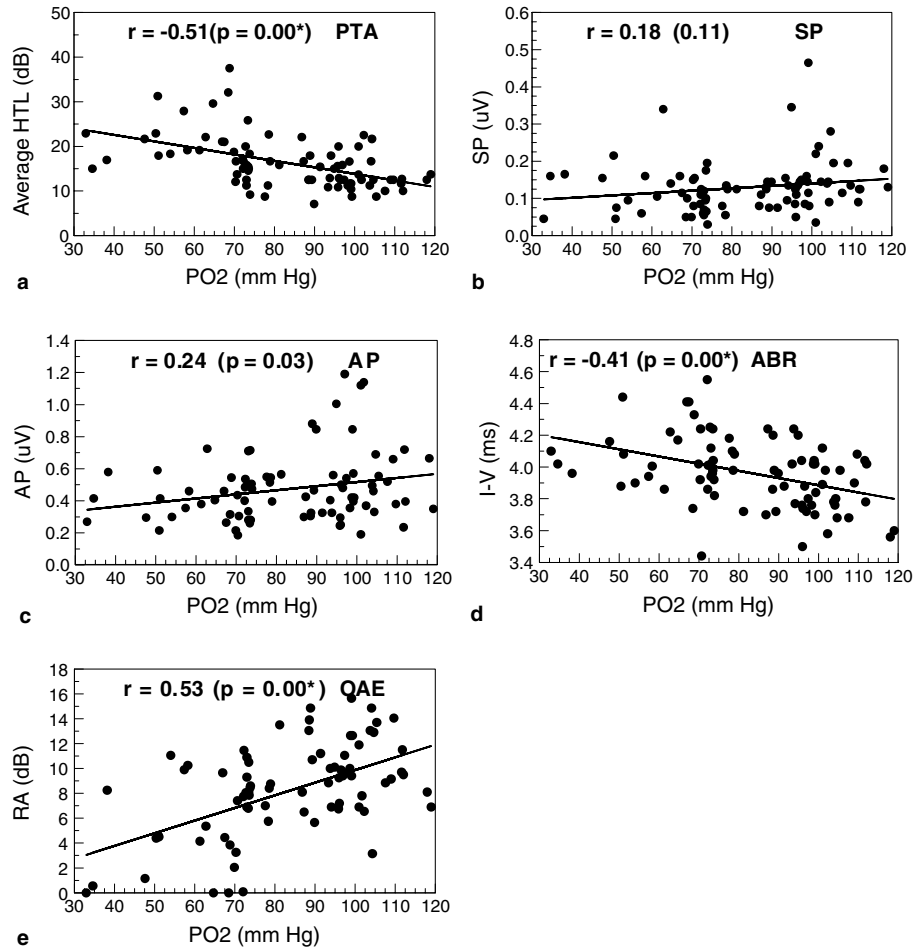 r = -0.51(p = 0.00*) PTA
Average HTL (dB)
50
40
30
20
10
0
30 40 50 60 70 80 90 100 110 120
PO2 (mm Hg)
a
r = 0.18 (0.11) SP
SP (uV)
0.6
0.5
0.4
0.3
0.2
0.1
0.0
30 40 50 60 70 80 90 100 110 120
PO2 (mm Hg)
b
r = 0.24 (p = 0.03) AP
AP (uV)
1.4
1.2
1.0
0.8
0.6
0.4
0.2
0.0
30 40 50 60 70 80 90 100 110 120
PO2 (mm Hg)
c
r = -0.41 (p = 0.00*) ABR
I-V (ms)
4.8
4.6
4.4
4.2
4.0
3.8
3.6
3.4
30 40 50 60 70 80 90 100 110 120
PO2 (mm Hg)
d
r = 0.53 (p = 0.00*) OAE
RA (dB)
18
16
14
12
10
8
6
4
2
0
30 40 50 60 70 80 90 100 110 120
PO2 (mm Hg)
e